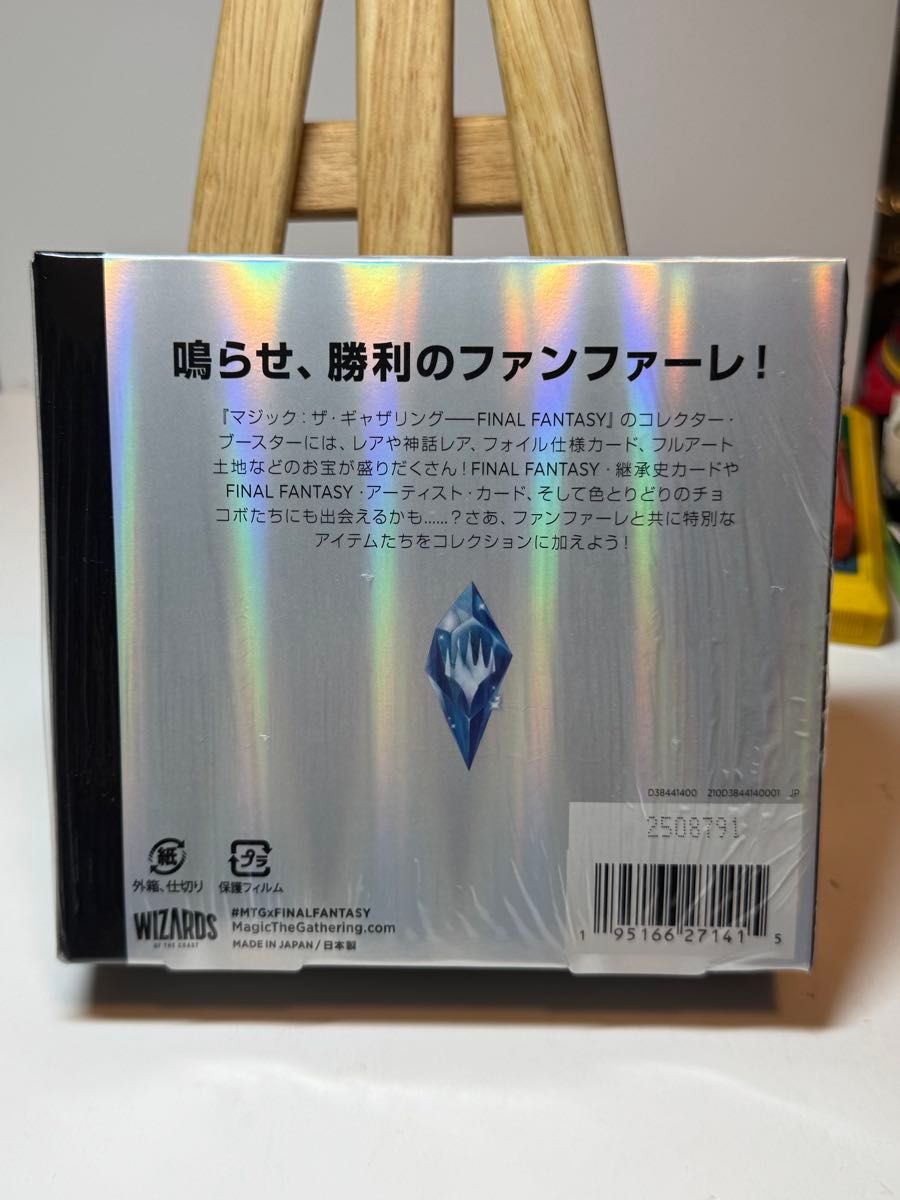 鳴らせ、勝利のファンファーレ！
『マジック：ザ・ギャザリング――FINAL FANTASY』のコレクター・
ブースターには、レアや神話レア、フォイル仕様カード、フルアート
土地などのお宝が盛りだくさん！FINAL FANTASY・継承史カードや
FINAL FANTASY・アーティスト・カード、そして色とりどりのチョ
コボたちにも出会えるかも……？さあ、ファンファーレと共に特別な
アイテムたちをコレクションに加えよう！
D38441400 210D3844140001 JP
2508791
紙
プラ
外箱、仕切り
保護フィルム
WIZARDS
OF THE COAST
#MTGxFINALFANTASY
MagicTheGathering.com
MADE IN JAPAN / 日本製
1 95166 27141 5